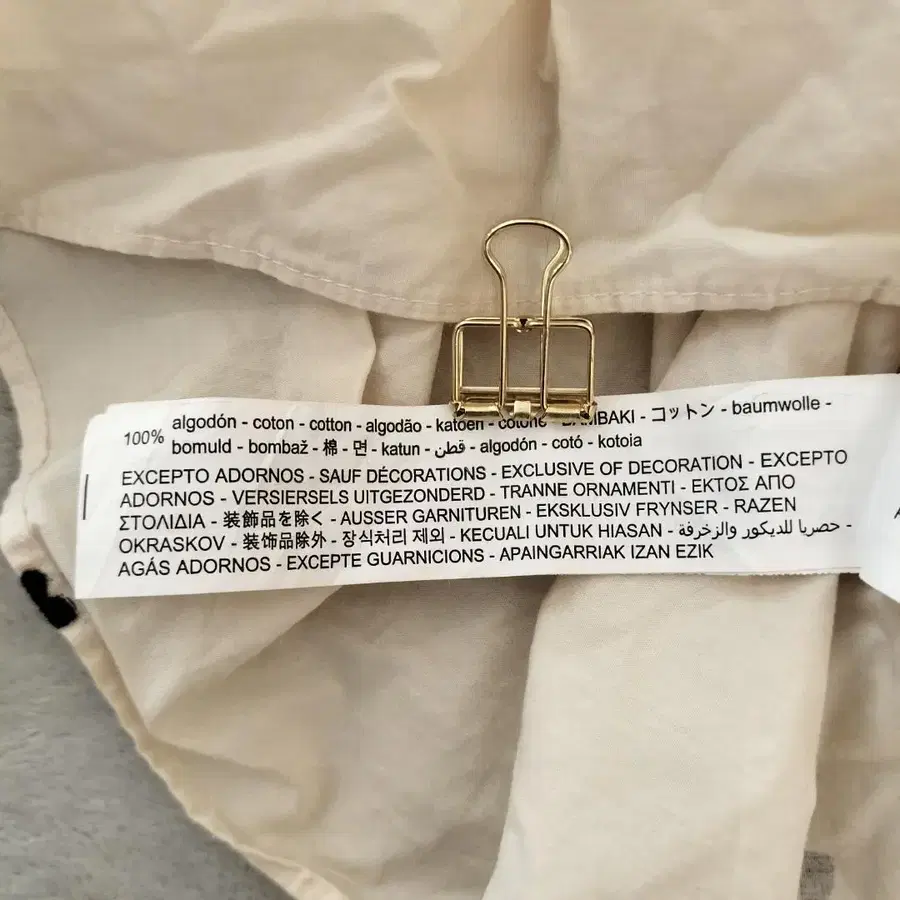 100% algodón - coton - cotton - algodão - katoen - cotone - BAMBAKI - コットン - baumwolle -
bomuld - bombaž - 棉 - 면 - katun - قطن - algodón - cotó - kotoia
EXCEPTO ADORNOS - SAUF DÉCORATIONS - EXCLUSIVE OF DECORATION - EXCEPTO
ADORNOS - VERSIERSELS UITGEZONDERD - TRANNE ORNAMENTI - ΕΚΤΟΣ ΑΠΟ
ΣΤΟΛΙΔΙΑ - 装飾品を除く - AUSSER GARNITUREN - EKSKLUSIV FRYNSER - RAZEN
OKRASKOV - 装饰品除外 - 장식처리 제외 - KECUALI UNTUK HIASAN - حصريا للديكور والزخرفة -
AGÁS ADORNOS - EXCEPTE GUARNICIONS - APAINGARRIAK IZAN EZIK